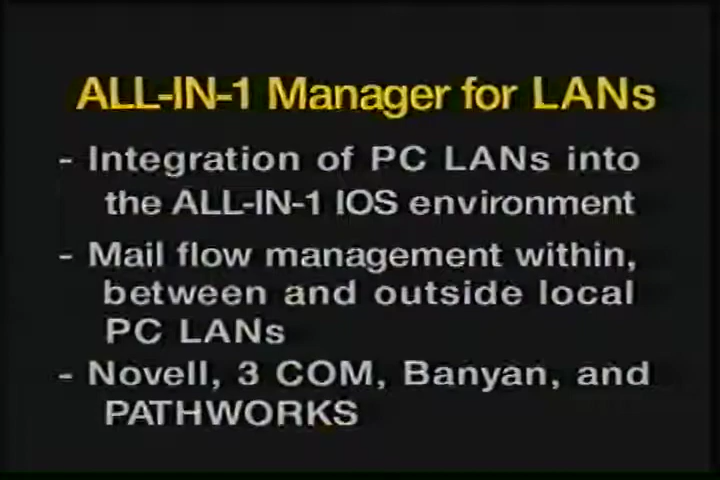 ALL-IN-1 Manager for LANs
- Integration of PC LANs into
the ALL-IN-1 IOS environment
- Mail flow management within,
between and outside local
PC LANs
- Novell, 3 COM, Banyan, and
PATHWORKS